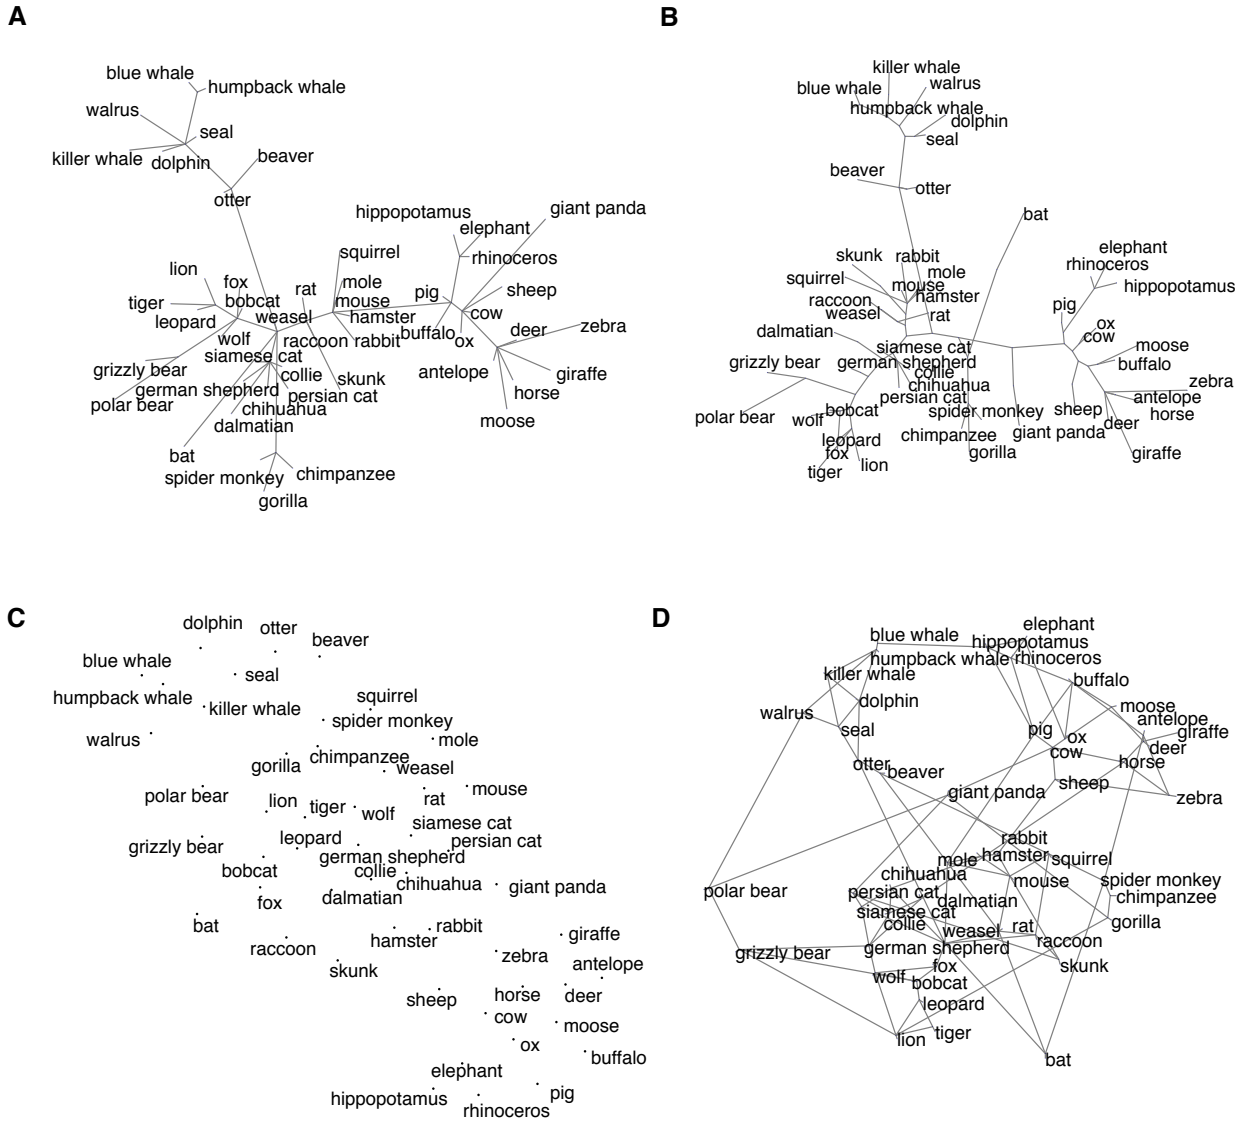 A
blue whale
humpback whale
walrus
seal
killer whale
dolphin
beaver
otter
giant panda
hippopotamus
elephant
squirrel
rhinoceros
lion
fox
rat
mole
pig
sheep
tiger
bobcat
mouse
leopard
weasel
hamster
cow
deer
zebra
wolf
raccoon
rabbit
buffalo
ox
siamese cat
grizzly bear
collie
skunk
antelope
giraffe
german shepherd
persian cat
horse
polar bear
chihuahua
dalmatian
moose
bat
spider monkey
chimpanzee
gorilla
B
killer whale
blue whale
walrus
humpback whale
dolphin
seal
beaver
otter
bat
skunk
rabbit
elephant
rhinoceros
squirrel
mole
mouse
hippopotamus
raccoon
hamster
pig
weasel
rat
ox
dalmatian
cow
siamese cat
moose
grizzly bear
german shepherd
buffalo
collie
chihuahua
zebra
persian cat
antelope
polar bear
wolf
bobcat
spider monkey
sheep
horse
leopard
chimpanzee
giant panda
deer
fox
gorilla
giraffe
tiger
lion
C
dolphin
otter
beaver
blue whale
seal
humpback whale
killer whale
squirrel
spider monkey
walrus
mole
chimpanzee
gorilla
weasel
polar bear
lion
tiger
wolf
rat
mouse
siamese cat
grizzly bear
leopard
persian cat
german shepherd
bobcat
collie
chihuahua
giant panda
fox
dalmatian
bat
rabbit
raccoon
hamster
giraffe
skunk
zebra
antelope
sheep
horse
deer
cow
moose
ox
buffalo
elephant
hippopotamus
pig
rhinoceros
D
elephant
blue whale
hippopotamus
humpback whale
rhinoceros
killer whale
buffalo
dolphin
moose
walrus
antelope
seal
pig
ox
giraffe
cow
deer
otter
horse
beaver
sheep
giant panda
zebra
rabbit
mole
hamster
squirrel
chihuahua
mouse
spider monkey
polar bear
persian cat
dalmatian
chimpanzee
siamese cat
collie
weasel
rat
gorilla
grizzly bear
german shepherd
raccoon
fox
skunk
wolf
bobcat
leopard
lion
tiger
bat